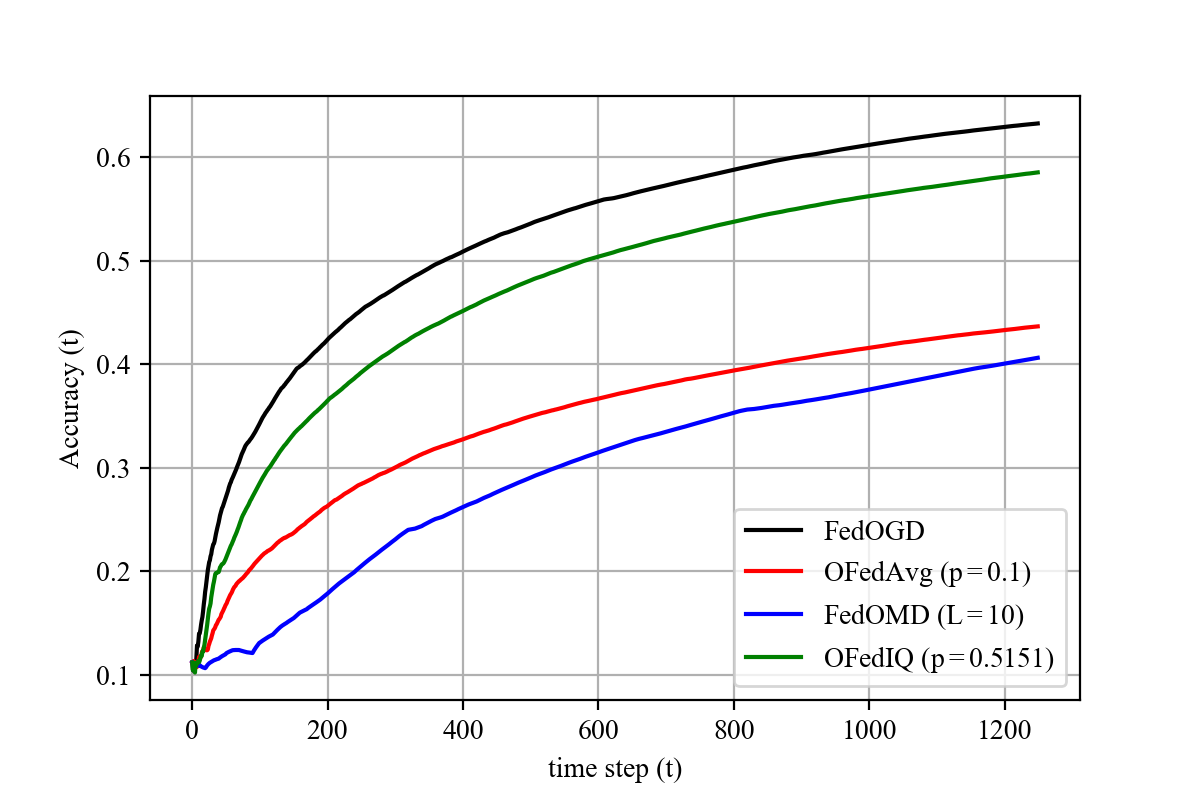 0.6
0.5
0.4
0.3
0.2
0.1
Accuracy (t)
FedOGD
OFedAvg (p = 0.1)
FedOMD (L = 10)
OFedIQ (p = 0.5151)
0 200 400 600 800 1000 1200
time step (t)